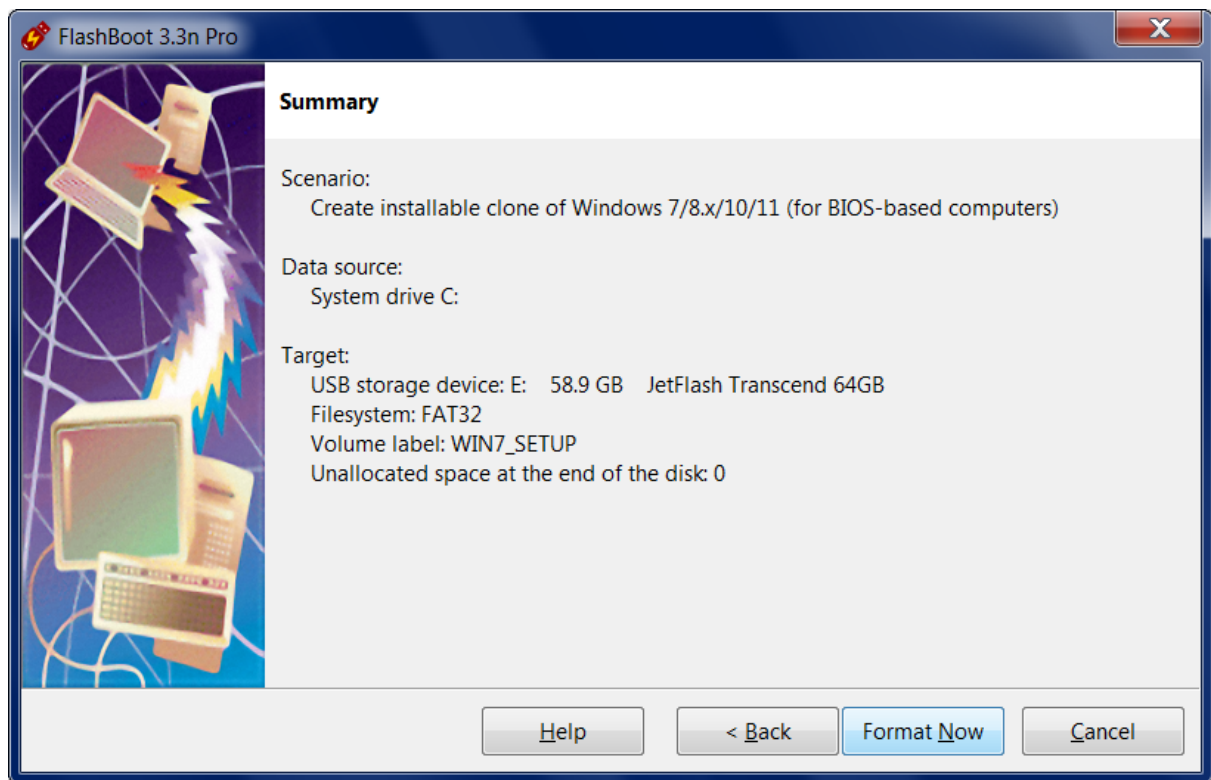 FlashBoot 3.3n Pro
Summary
Scenario:
Create installable clone of Windows 7/8.x/10/11 (for BIOS-based computers)
Data source:
System drive C:
Target:
USB storage device: E: 58.9 GB JetFlash Transcend 64GB
Filesystem: FAT32
Volume label: WIN7_SETUP
Unallocated space at the end of the disk: 0
Help
< Back
Format Now
Cancel